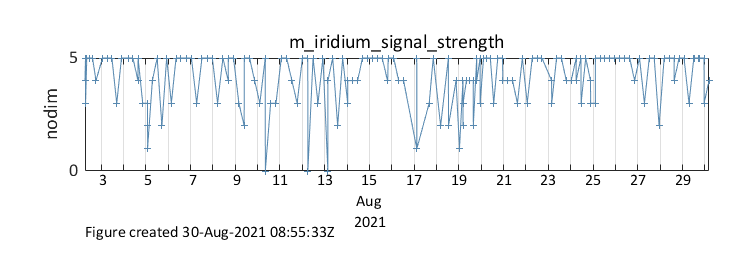 m_iridium_signal_strength
5
nodim
0
3 5 7 9 11 13 15 17 19 21 23 25 27 29
Aug
2021
Figure created 30-Aug-2021 08:55:33Z